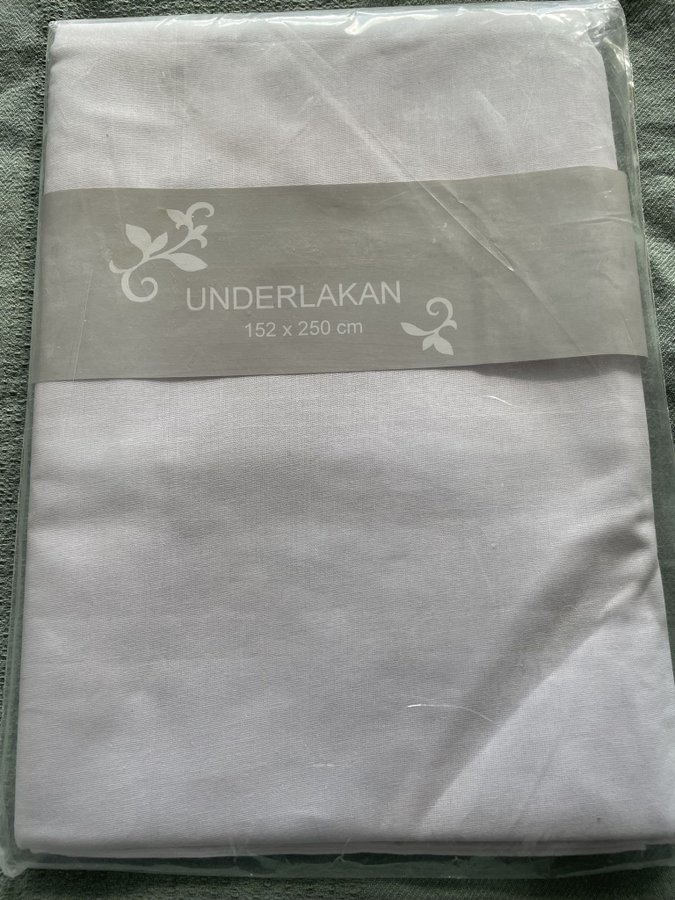 UNDERLAKAN
152 x 250 cm